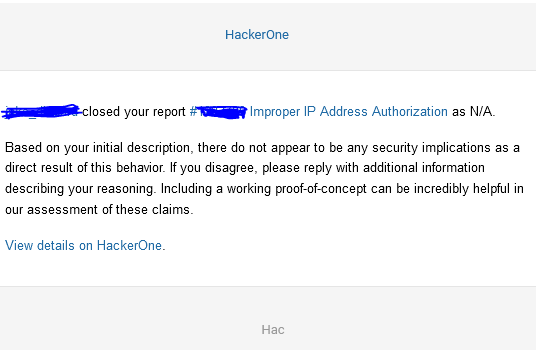 HackerOne
closed your report # Improper IP Address Authorization as N/A.
Based on your initial description, there do not appear to be any security implications as a
direct result of this behavior. If you disagree, please reply with additional information
describing your reasoning. Including a working proof-of-concept can be incredibly helpful in
our assessment of these claims.
View details on HackerOne.
Hac